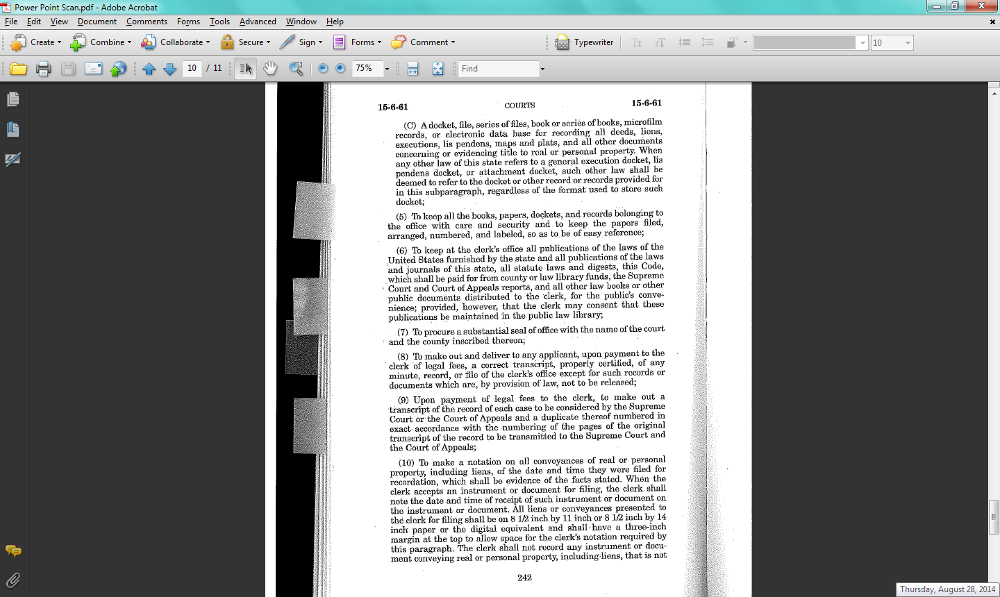 Power Point Scan.pdf - Adobe Acrobat
File Edit View Document Comments Forms Tools Advanced Window Help
Create Combine Collaborate Secure Sign Forms Comment Typewriter 10
10 / 11 75% Find
15-6-61 COURTS 15-6-61
(C) A docket, file, series of files, book or series of books, microfilm
records, or electronic data base for recording all deeds, liens,
executions, lis pendens, maps and plats, and all other documents
concerning or evidencing title to real or personal property. When
any other law of this state refers to a general execution docket, lis
pendens docket, or attachment docket, such other law shall be
deemed to refer to the docket or other record or records provided for
in this subparagraph, regardless of the format used to store such
docket;
(5) To keep all the books, papers, dockets, and records belonging to
the office with care and security and to keep the papers filed,
arranged, numbered, and labeled, so as to be of easy reference;
(6) To keep at the clerk's office all publications of the laws of the
United States furnished by the state and all publications of the laws
and journals of this state, all statute laws and digests, this Code,
which shall be paid for from county or law library funds, the Supreme
Court and Court of Appeals reports, and all other law books or other
public documents distributed to the clerk, for the public's conve-
nience; provided, however, that the clerk may consent that these
publications be maintained in the public law library;
(7) To procure a substantial seal of office with the name of the court
and the county inscribed thereon;
(8) To make out and deliver to any applicant, upon payment to the
clerk of legal fees, a correct transcript, properly certified, of any
minute, record, or file of the clerk's office except for such records or
documents which are, by provision of law, not to be released;
(9) Upon payment of legal fees to the clerk, to make out a
transcript of the record of each case to be considered by the Supreme
Court or the Court of Appeals and a duplicate thereof numbered in
exact accordance with the numbering of the pages of the original
transcript of the record to be transmitted to the Supreme Court and
the Court of Appeals;
(10) To make a notation on all conveyances of real or personal
property, including liens, of the date and time they were filed for
recordation, which shall be evidence of the facts stated. When the
clerk accepts an instrument or document for filing, the clerk shall
note the date and time of receipt of such instrument or document on
the instrument or document. All liens or conveyances presented to
the clerk for filing shall be on 8 1/2 inch by 11 inch or 8 1/2 inch by 14
inch paper or the digital equivalent and shall have a three-inch
margin at the top to allow space for the clerk's notation required by
this paragraph. The clerk shall not record any instrument or docu-
ment conveying real or personal property, including liens, that is not
242
Thursday, August 28, 2014